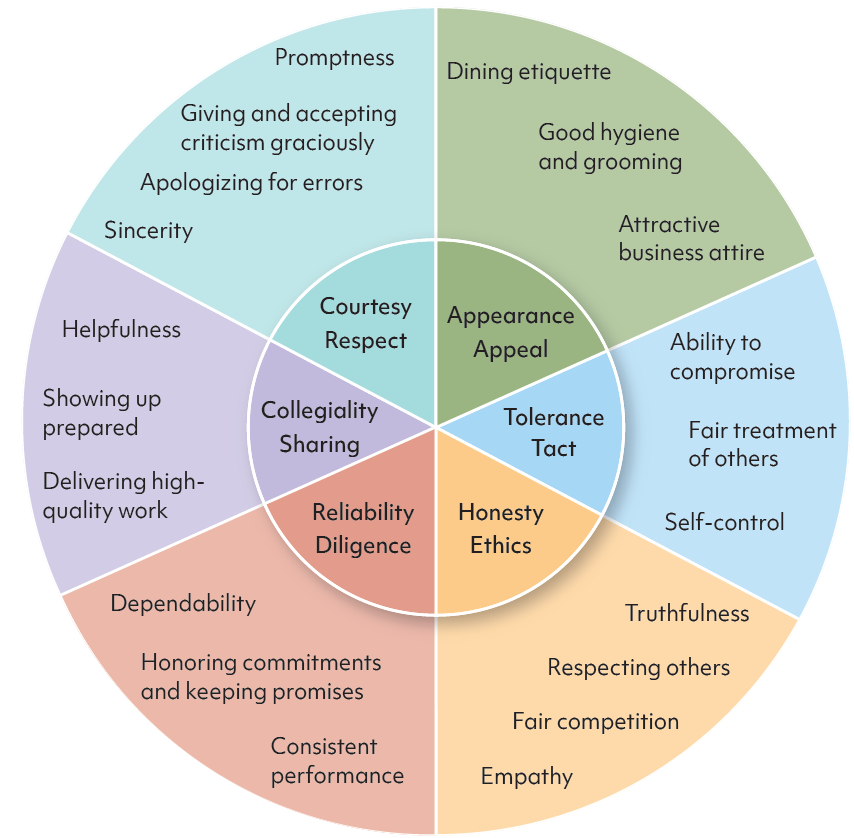 Promptness
Giving and accepting
criticism graciously
Apologizing for errors
Sincerity
Courtesy
Respect
Dining etiquette
Good hygiene
and grooming
Attractive
business attire
Appearance
Appeal
Ability to
compromise
Fair treatment
of others
Self-control
Tolerance
Tact
Truthfulness
Respecting others
Fair competition
Empathy
Honesty
Ethics
Dependability
Honoring commitments
and keeping promises
Consistent
performance
Reliability
Diligence
Helpfulness
Showing up
prepared
Delivering high-
quality work
Collegiality
Sharing